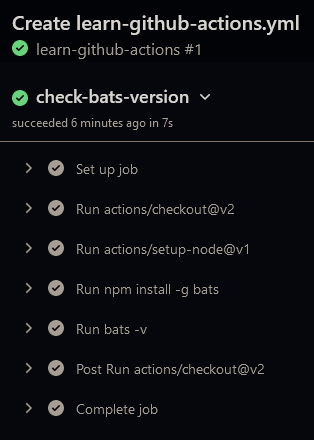 Create learn-github-actions.yml
learn-github-actions #1
check-bats-version
succeeded 6 minutes ago in 7s
Set up job
Run actions/checkout@v2
Run actions/setup-node@v1
Run npm install -g bats
Run bats -v
Post Run actions/checkout@v2
Complete job